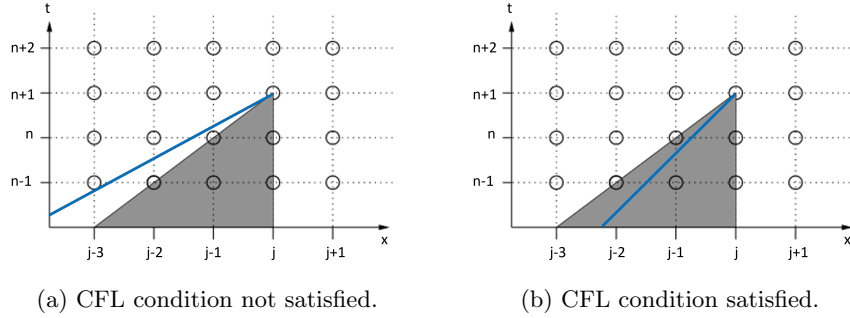 t
n+2
n+1
n
n-1
j-3
j-2
j-1
j
j+1
x
(a) CFL condition not satisfied.
t
n+2
n+1
n
n-1
j-3
j-2
j-1
j
j+1
x
(b) CFL condition satisfied.